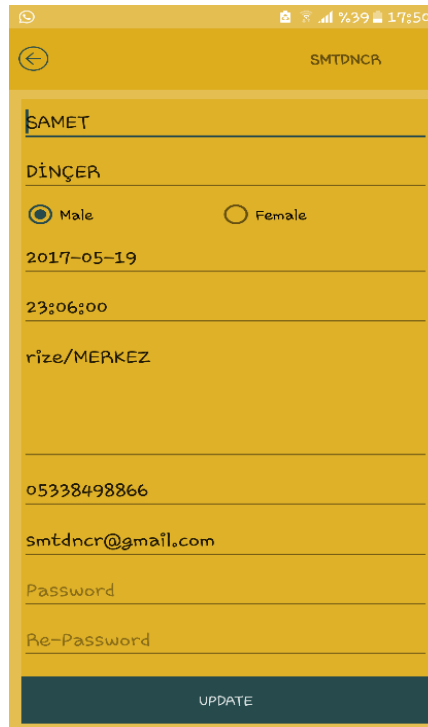 %39 17:50
SMTDNCR
SAMET
DİNÇER
Male Female
2017-05-19
23:06:00
rize/MERKEZ
05338498866
smtdncr@gmail.com
Password
Re-Password
UPDATE